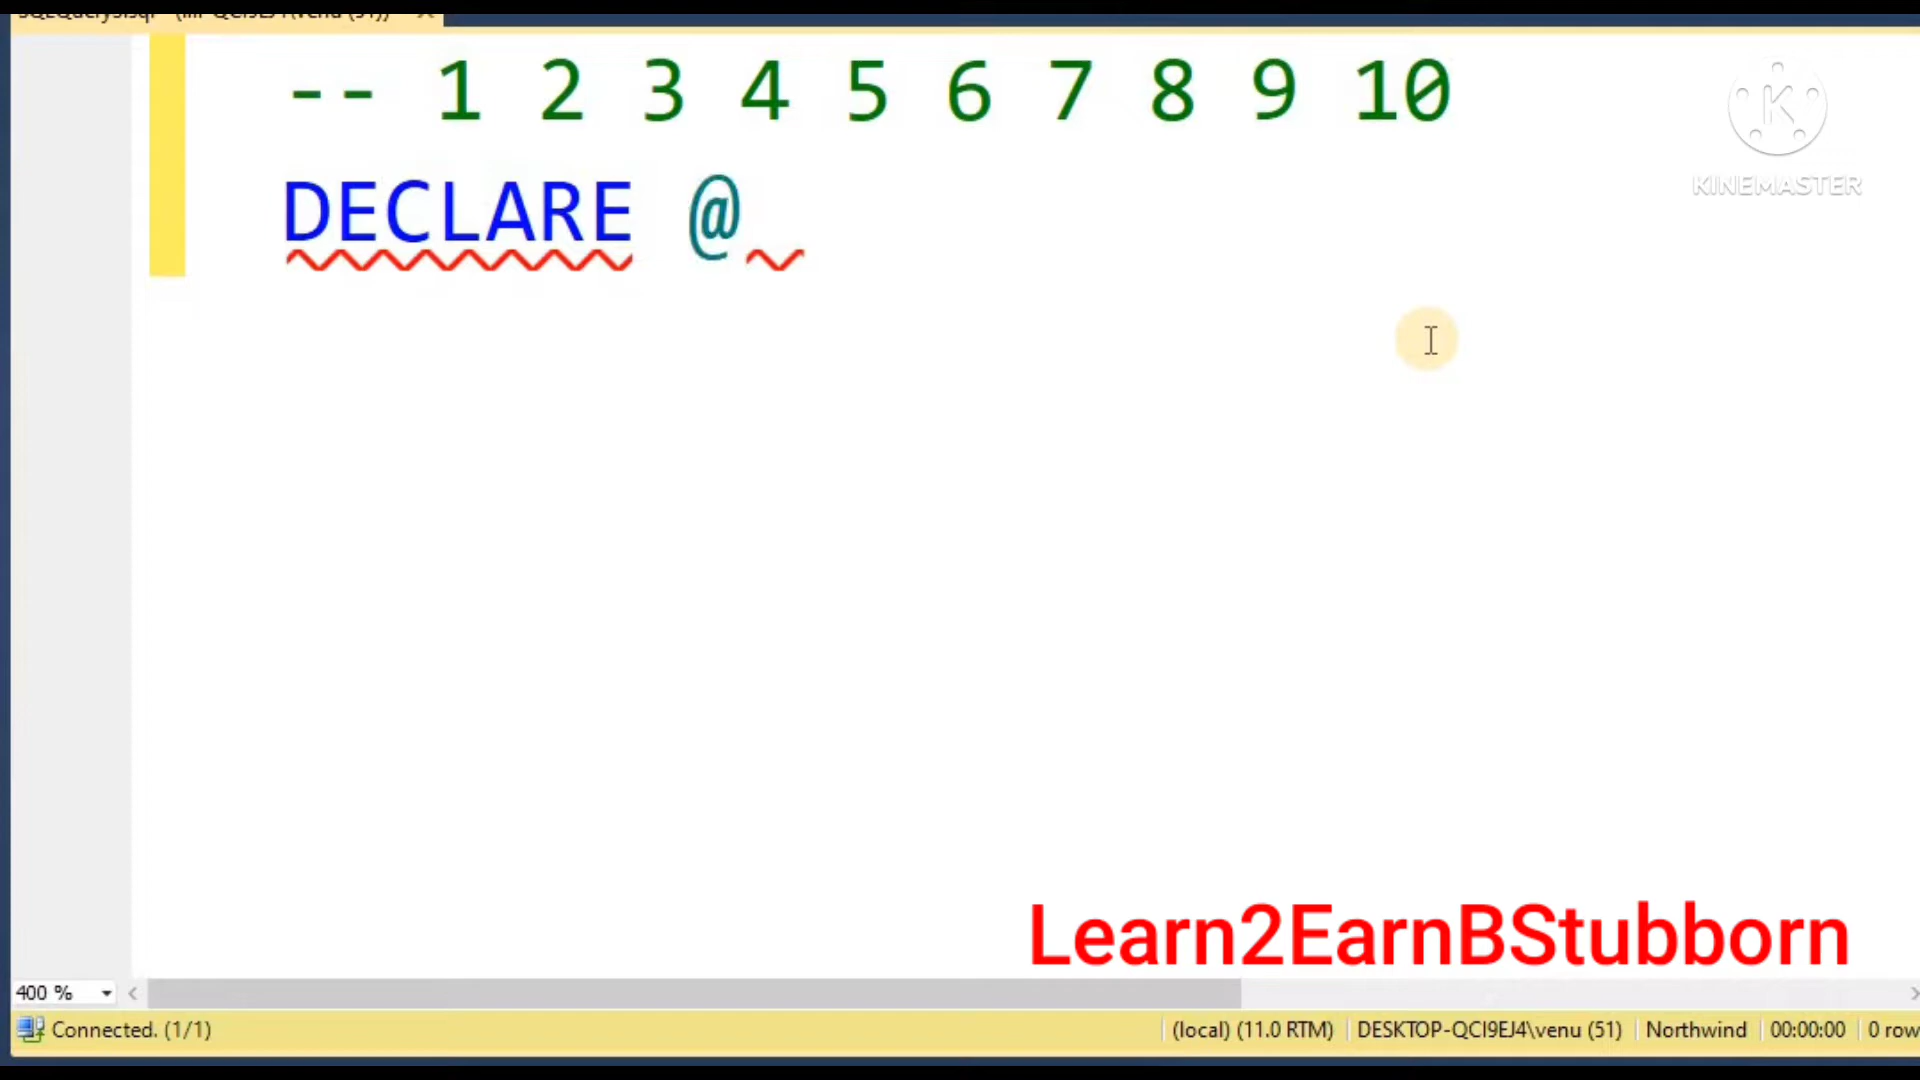 -- 1 2 3 4 5 6 7 8 9 10
KINEMASTER
DECLARE @
Learn2EarnBStubborn
400 %
Connected. (1/1)
(local) (11.0 RTM)
DESKTOP-QCI9EJ4\venu (51)
Northwind
00:00:00
0 row